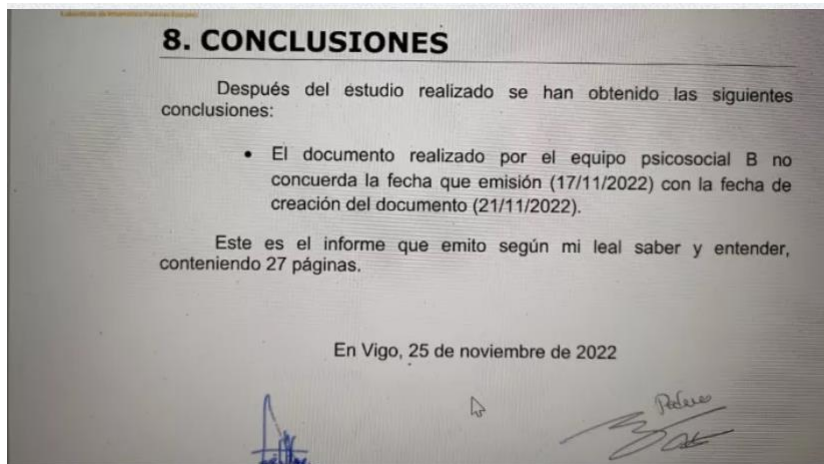 8. CONCLUSIONES
Después del estudio realizado se han obtenido las siguientes
conclusiones:
• El documento realizado por el equipo psicosocial B no
concuerda la fecha que emisión (17/11/2022) con la fecha de
creación del documento (21/11/2022).
Este es el informe que emito según mi leal saber y entender,
conteniendo 27 páginas.
En Vigo, 25 de noviembre de 2022